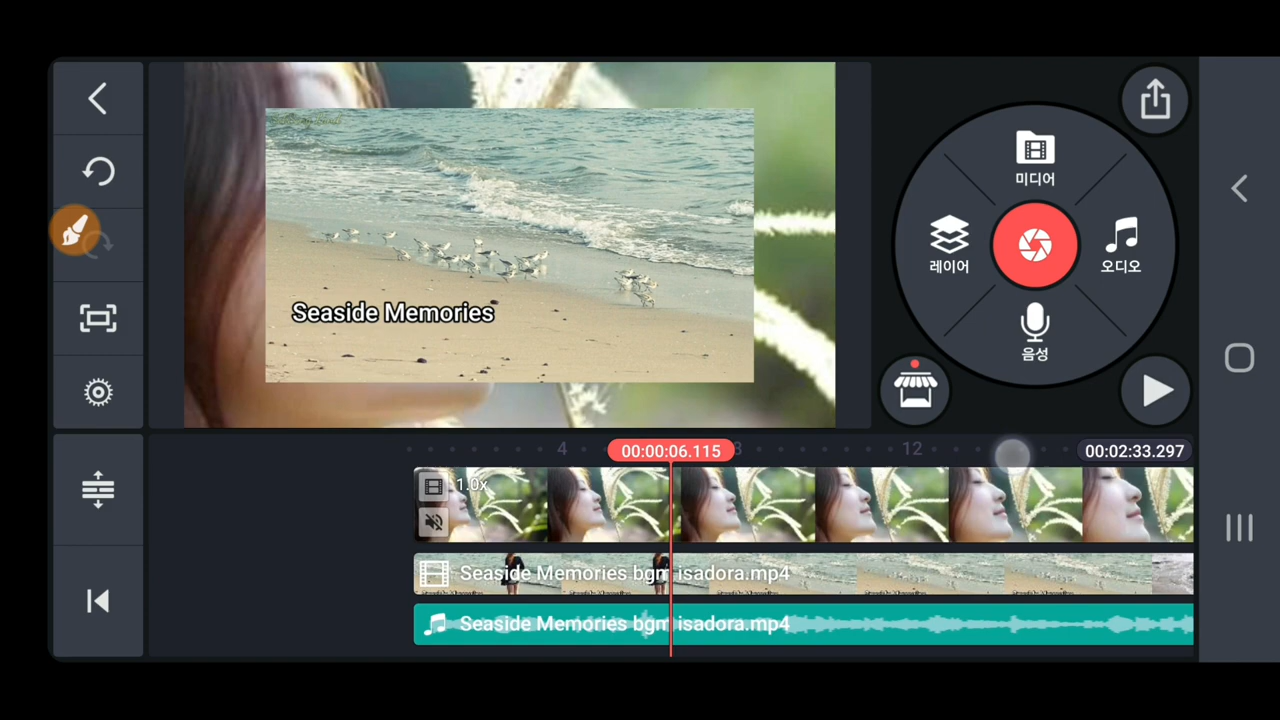 Seaside Memories
미디어
레이어
오디오
음성
4
00:00:06.115
12
00:02:33.297
1.0x
Seaside Memories bgm isadora.mp4
Seaside Memories bgm isadora.mp4